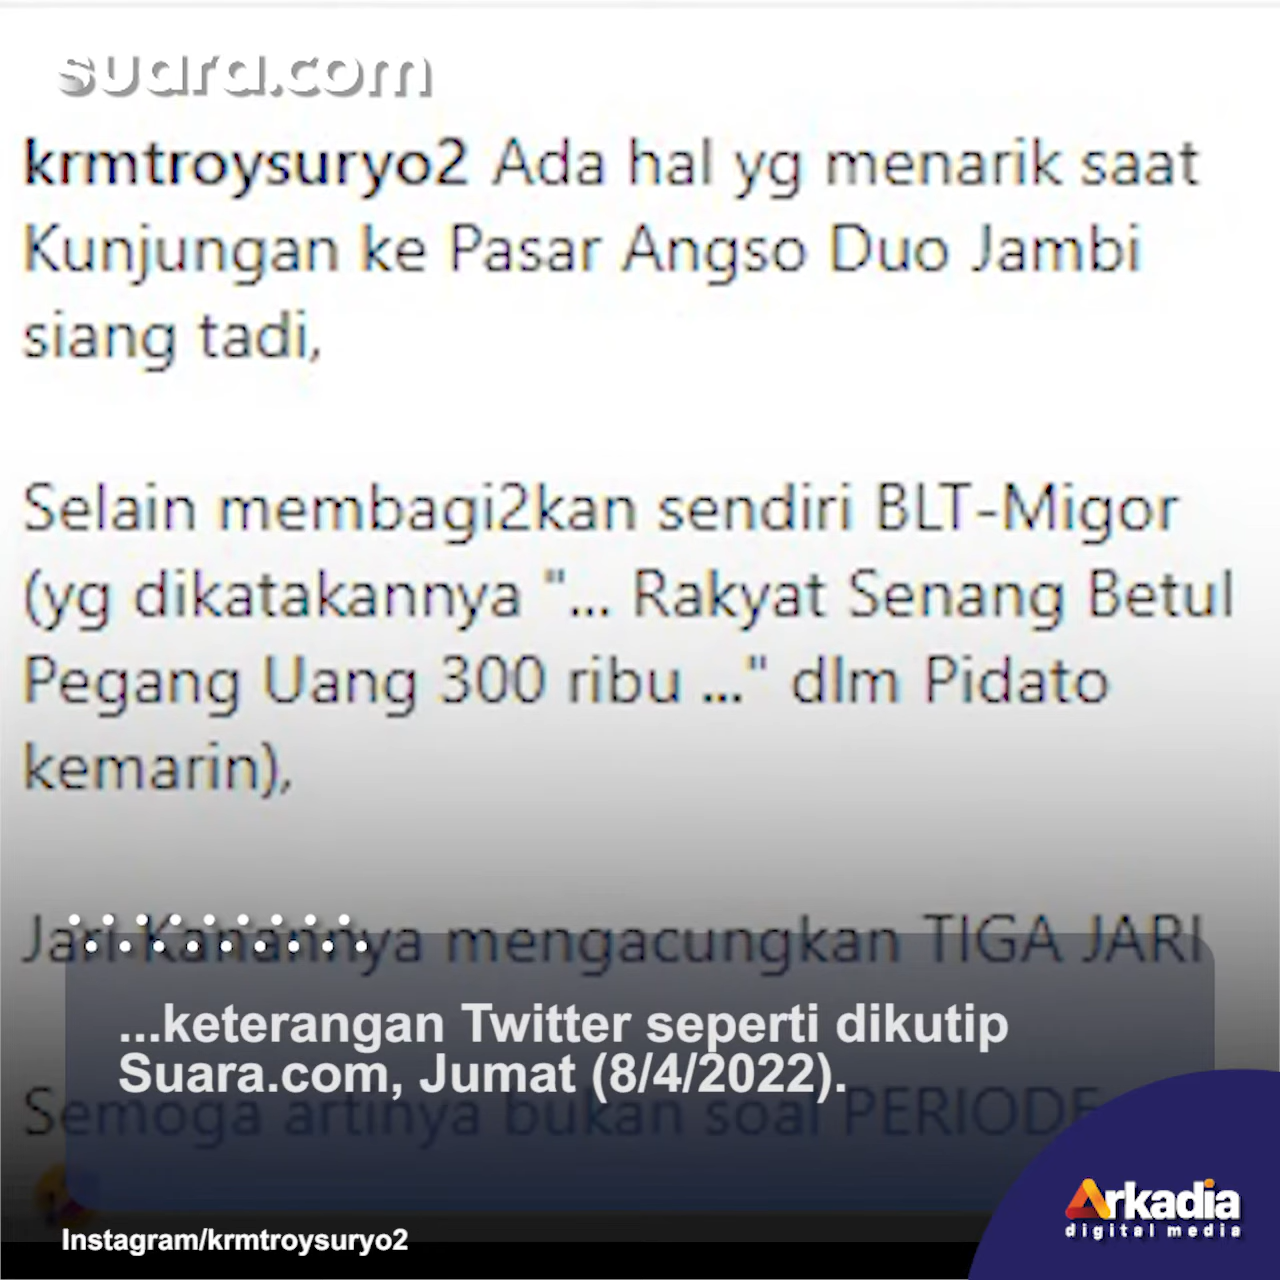 suara.com
krmtroysuryo2 Ada hal yg menarik saat
Kunjungan ke Pasar Angso Duo Jambi
siang tadi,
Selain membagi2kan sendiri BLT-Migor
(yg dikatakannya "... Rakyat Senang Betul
Pegang Uang 300 ribu ..." dlm Pidato
kemarin),
Jari Kanannya mengacungkan TIGA JARI
...keterangan Twitter seperti dikutip
Suara.com, Jumat (8/4/2022).
Semoga artinya bukan soal PERIODE
Instagram/krmtroysuryo2
Arkadia
digital media